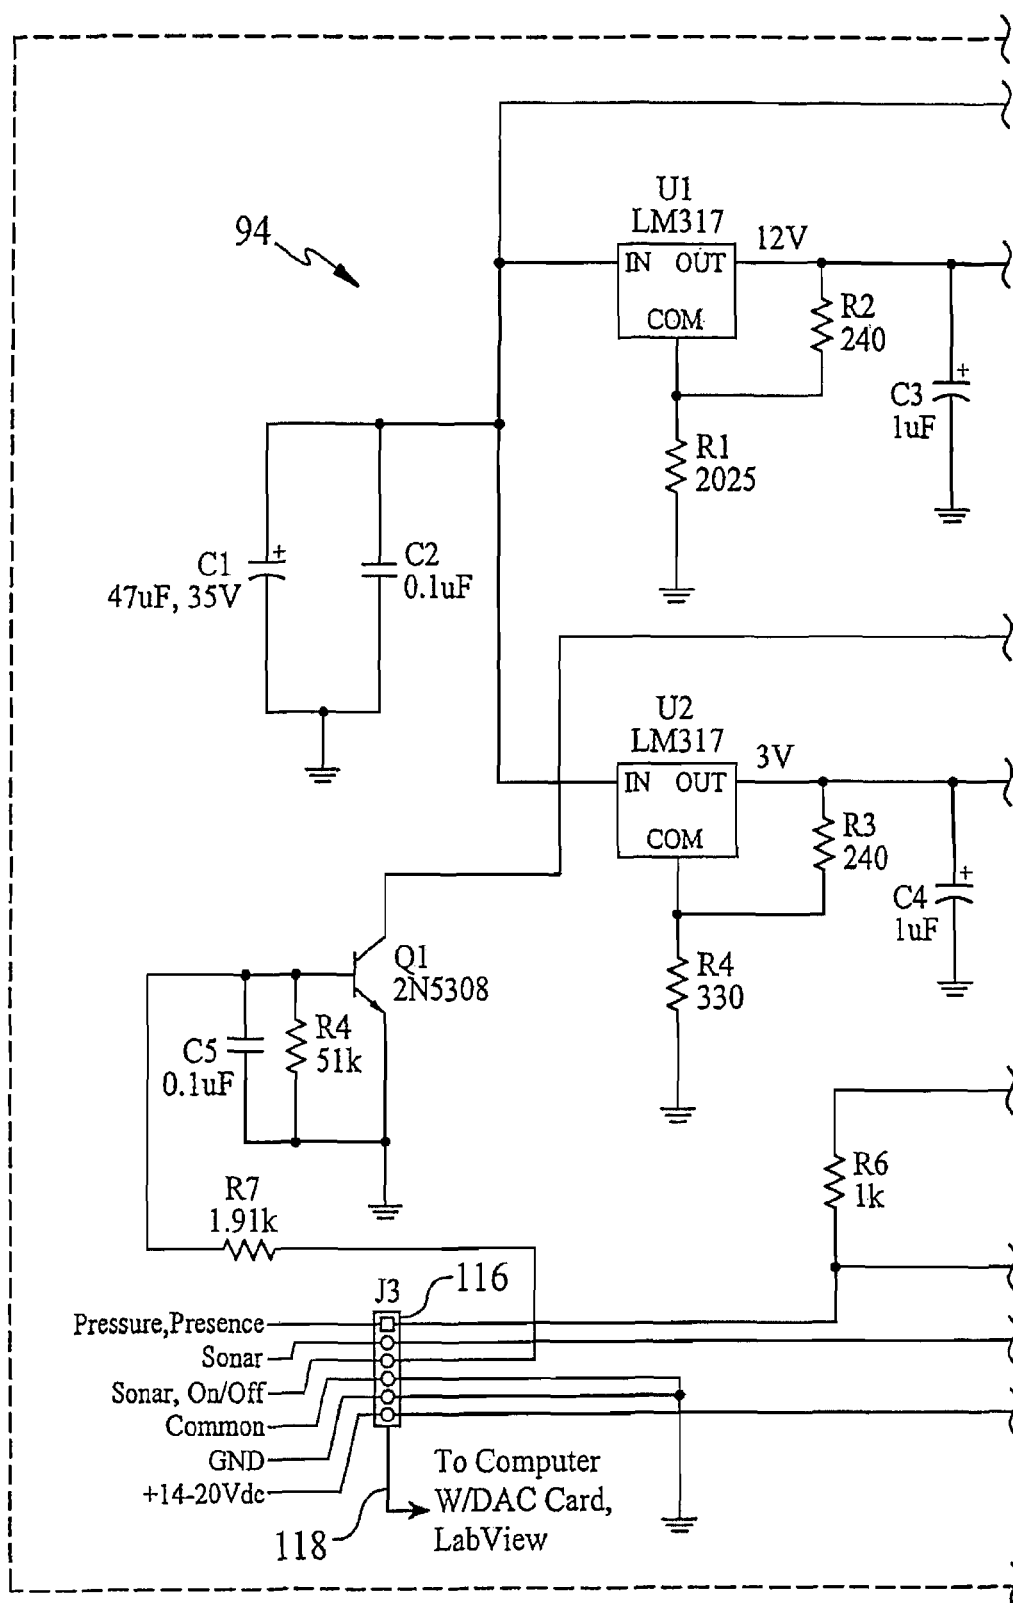 94
U1
LM317
12V
IN OUT
COM
R2
240
C3
+
1uF
R1
2025
C1
+
47uF, 35V
C2
0.1uF
U2
LM317
3V
IN OUT
COM
R3
240
C4
+
1uF
R4
330
Q1
2N5308
C5
0.1uF
R4
51k
R6
1k
R7
1.91k
J3
116
Pressure,Presence
Sonar
Sonar, On/Off
Common
GND
+14-20Vdc
118
To Computer
W/DAC Card,
LabView